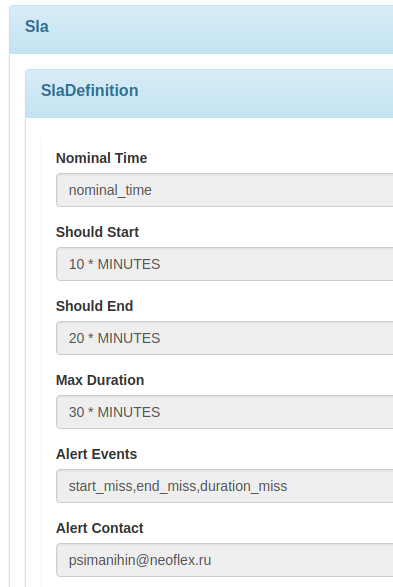 Sla
SlaDefinition
Nominal Time
nominal_time
Should Start
10 * MINUTES
Should End
20 * MINUTES
Max Duration
30 * MINUTES
Alert Events
start_miss,end_miss,duration_miss
Alert Contact
psimanihin@neoflex.ru